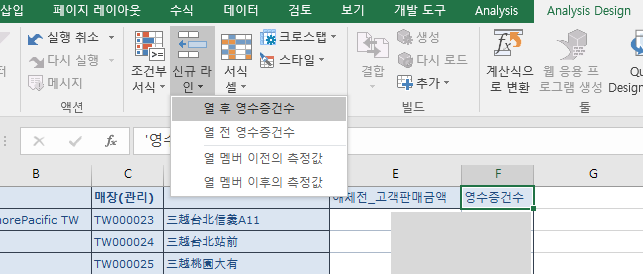 삽입 페이지 레이아웃 수식 데이터 검토 보기 개발 도구 Analysis Analysis Design
실행 취소
다시 실행
메시지
액션
조건부 서식
신규 라인
서식 셀
크로스탭
스타일
결합
생성
다시 로드
추가
빌드
계산식으로 변환
웹 응용 프로그램 생성
Qu
Design
툴
열 후 영수증건수
열 전 영수증건수
열 멤버 이전의 측정값
열 멤버 이후의 측정값
fx '영수
B C E F G
매장(관리) 영수증건수
morePacific TW TW000023 三越台北信義A11
TW000024 三越台北站前
TW000025 三越桃園大有